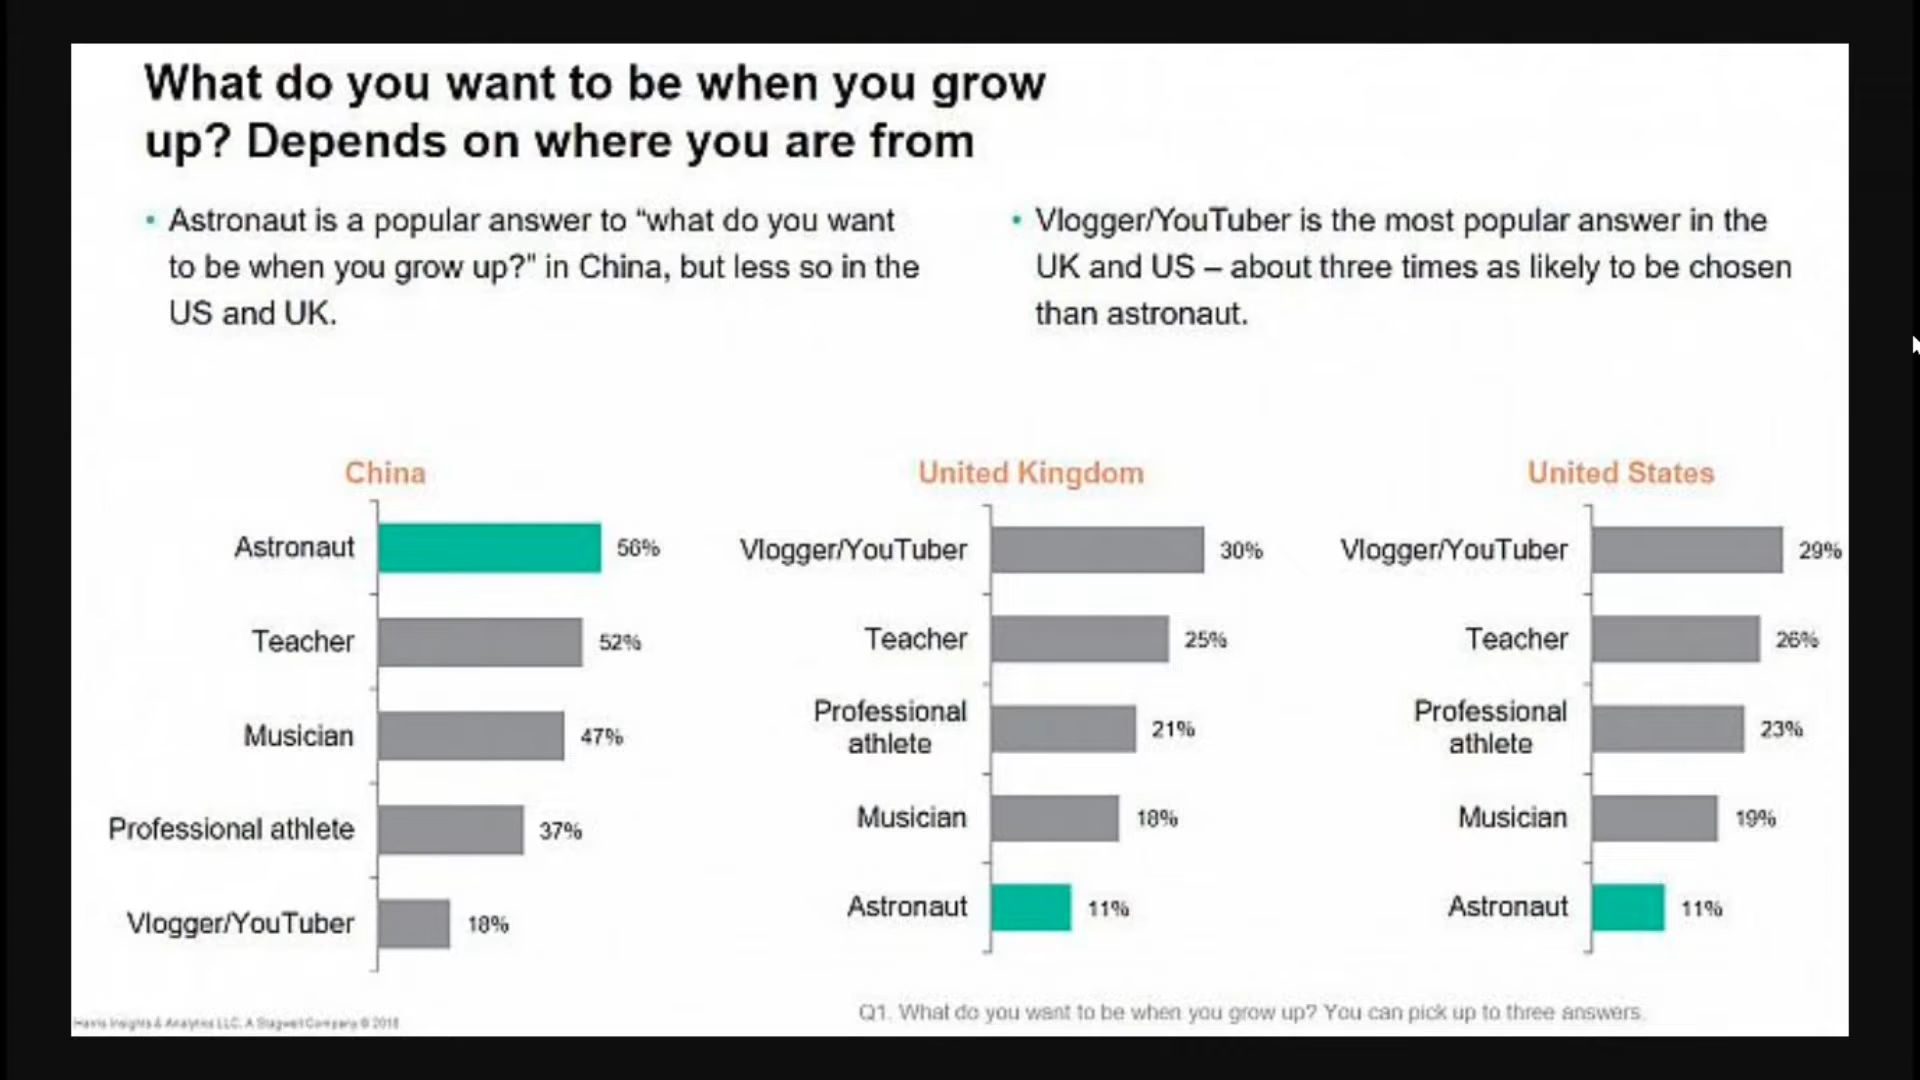 What do you want to be when you grow
up? Depends on where you are from
• Astronaut is a popular answer to “what do you want
to be when you grow up?” in China, but less so in the
US and UK.
• Vlogger/YouTuber is the most popular answer in the
UK and US – about three times as likely to be chosen
than astronaut.
China
Astronaut 56%
Teacher 52%
Musician 47%
Professional athlete 37%
Vlogger/YouTuber 18%
United Kingdom
Vlogger/YouTuber 30%
Teacher 25%
Professional
athlete 21%
Musician 18%
Astronaut 11%
United States
Vlogger/YouTuber 29%
Teacher 26%
Professional
athlete 23%
Musician 19%
Astronaut 11%
Q1. What do you want to be when you grow up? You can pick up to three answers.
Harris Insights & Analytics LLC, A Stagwell Company ©